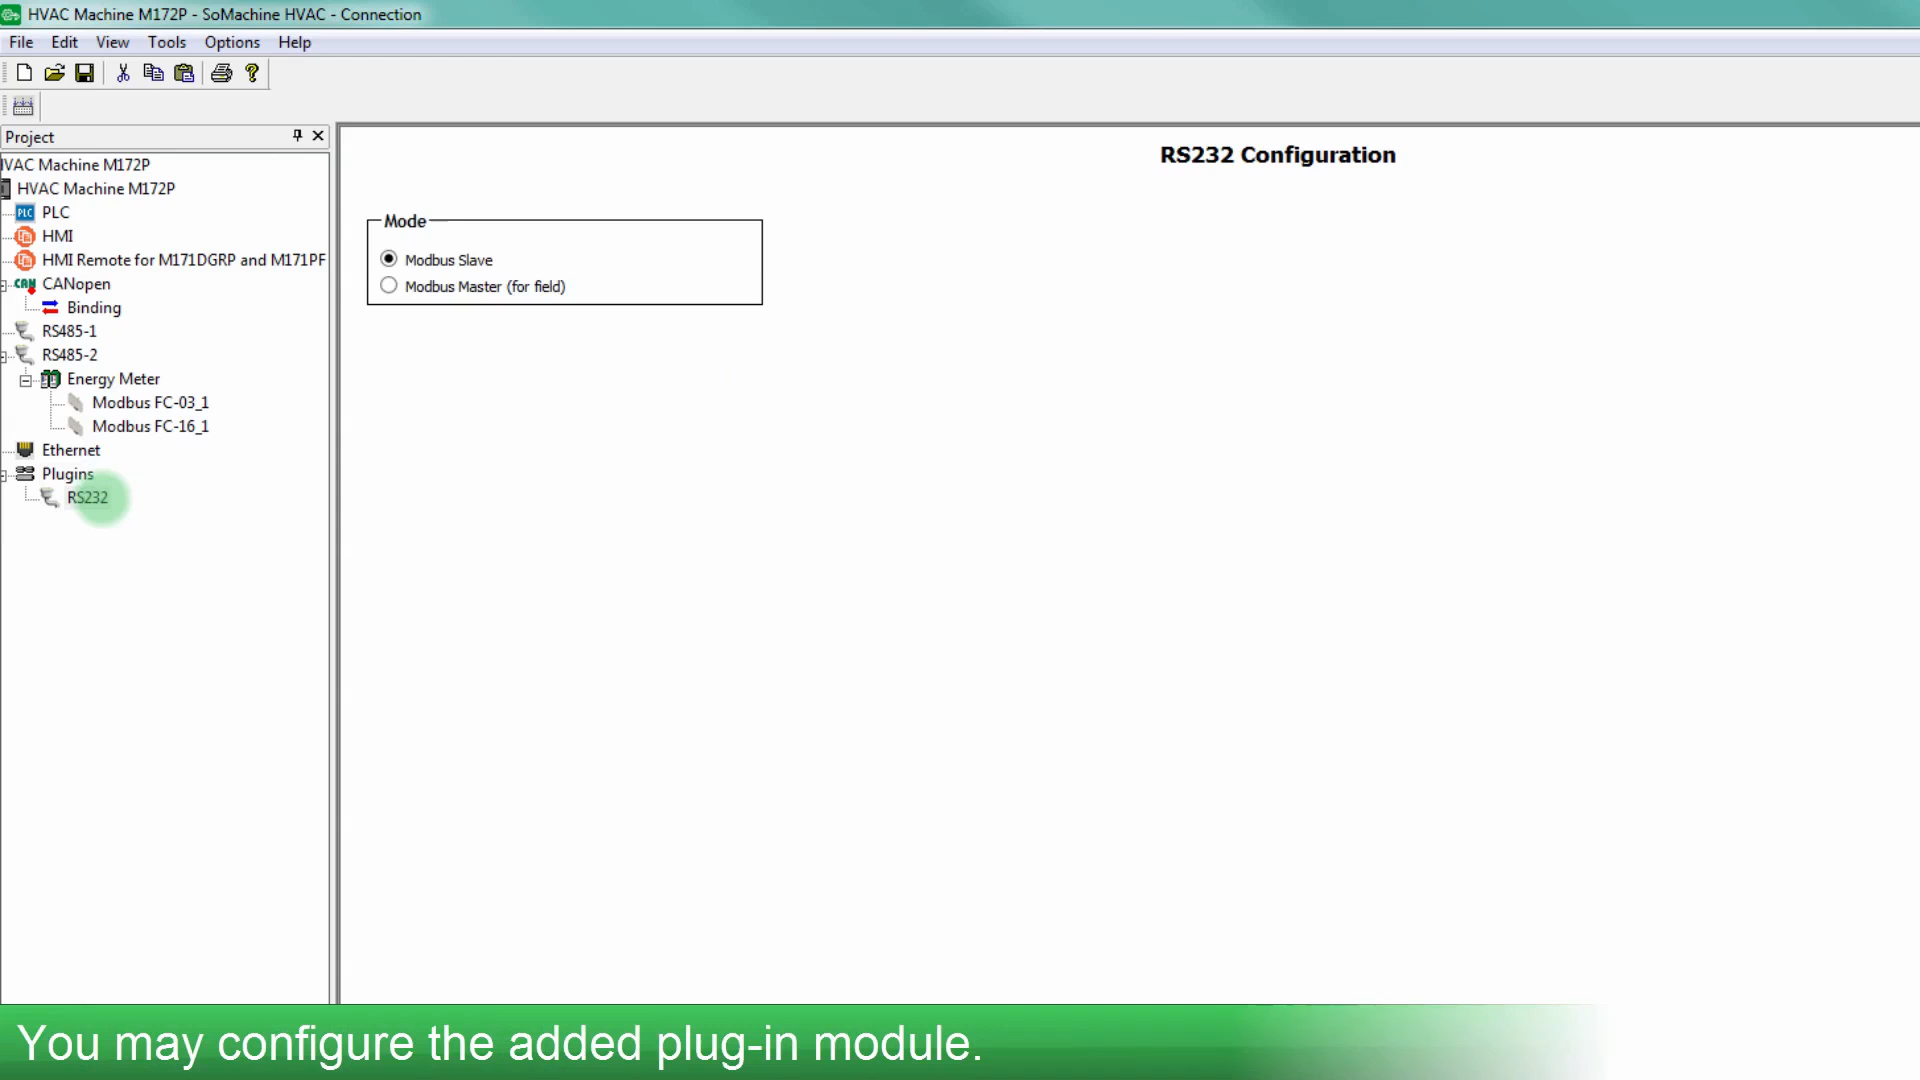 HVAC Machine M172P - SoMachine HVAC - Connection
File Edit View Tools Options Help
Project
VAC Machine M172P
HVAC Machine M172P
PLC PLC
HMI
HMI Remote for M171DGRP and M171PF
CAN CANopen
Binding
RS485-1
RS485-2
Energy Meter
Modbus FC-03_1
Modbus FC-16_1
Ethernet
Plugins
RS232
RS232 Configuration
Mode
Modbus Slave
Modbus Master (for field)
You may configure the added plug-in module.